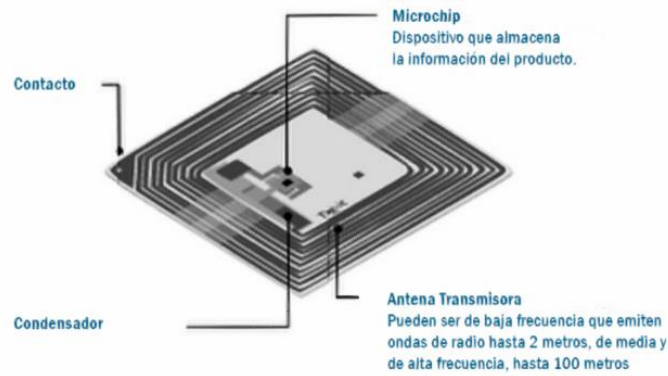 Microchip
Dispositivo que almacena
la información del producto.
Contacto
Condensador
Antena Transmisora
Pueden ser de baja frecuencia que emiten
ondas de radio hasta 2 metros, de media y
de alta frecuencia, hasta 100 metros